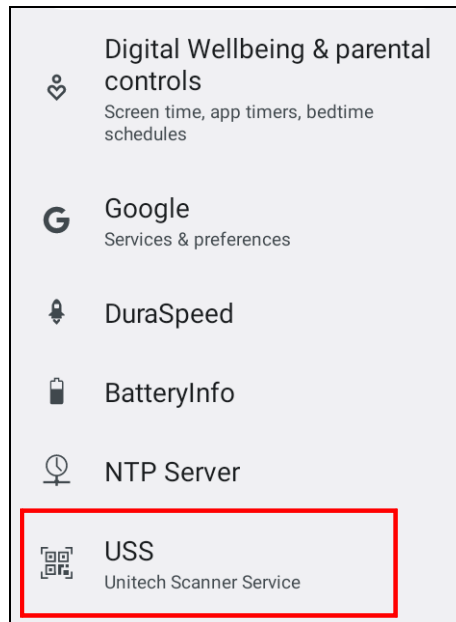 Digital Wellbeing & parental
controls
Screen time, app timers, bedtime
schedules
Google
Services & preferences
DuraSpeed
BatteryInfo
NTP Server
USS
Unitech Scanner Service